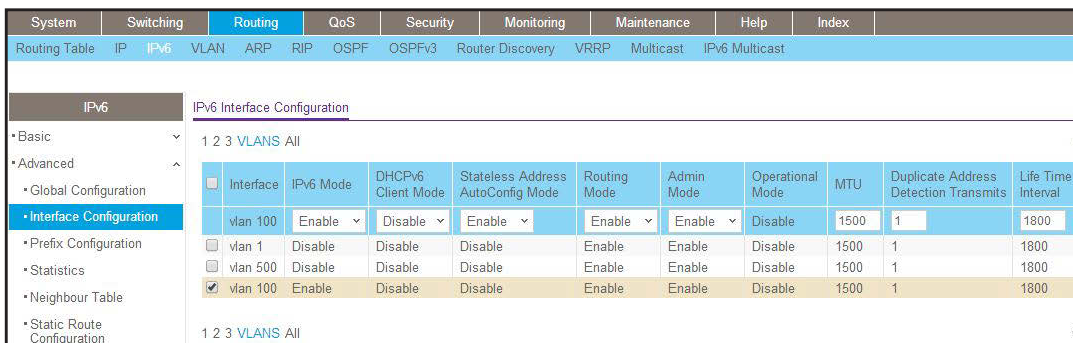 System Switching Routing QoS Security Monitoring Maintenance Help Index
Routing Table IP IPv6 VLAN ARP RIP OSPF OSPFv3 Router Discovery VRRP Multicast IPv6 Multicast
IPv6
Basic
Advanced
Global Configuration
Interface Configuration
Prefix Configuration
Statistics
Neighbour Table
Static Route
Configuration
IPv6 Interface Configuration
1 2 3 VLANS All
Interface IPv6 Mode DHCPv6 Client Mode Stateless Address AutoConfig Mode Routing Mode Admin Mode Operational Mode MTU Duplicate Address Detection Transmits Life Time Interval
vlan 100 Enable Disable Enable Enable Enable Disable 1500 1 1800
vlan 1 Disable Disable Disable Enable Enable Disable 1500 1 1800
vlan 500 Disable Disable Disable Enable Enable Disable 1500 1 1800
vlan 100 Enable Disable Disable Enable Enable Disable 1500 1 1800
1 2 3 VLANS All